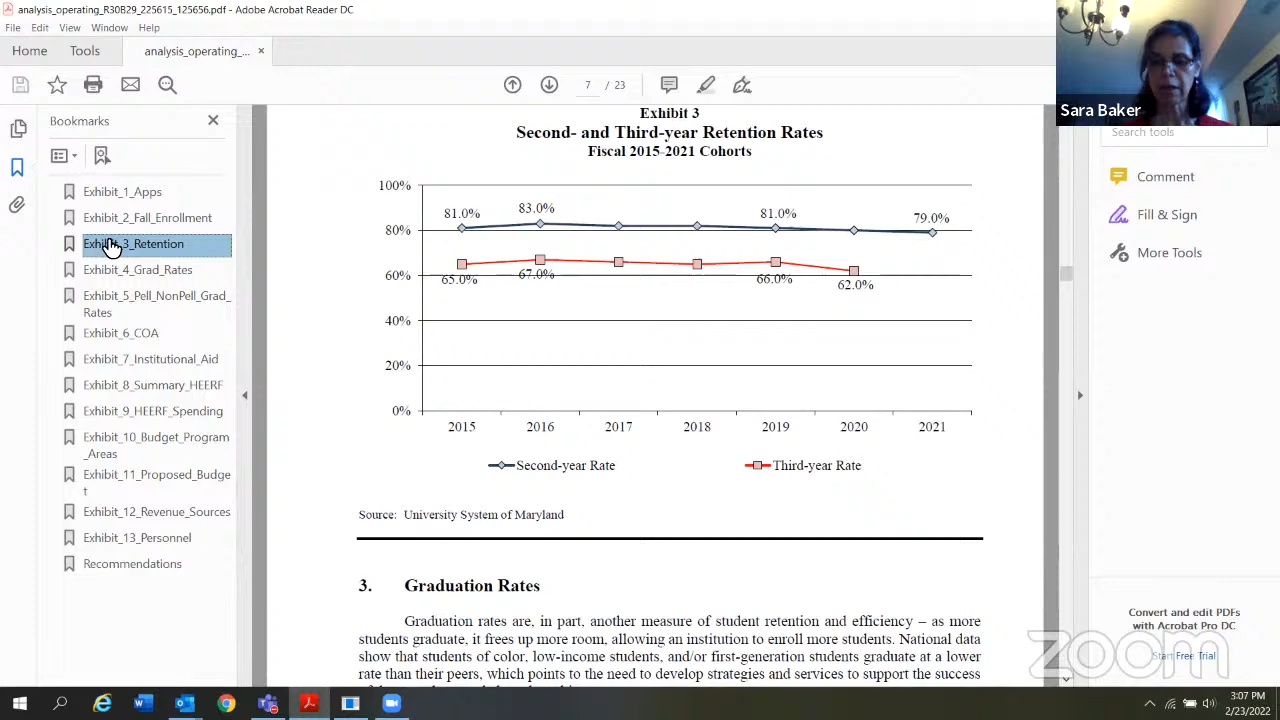 analysis_operating_R30B29_225615_125656.pdf - Adobe Acrobat Reader DC
File Edit View Window Help
Home Tools analysis_operating_... ×
7 / 23
Sara Baker
Bookmarks
Search tools
Exhibit_1_Apps
Exhibit_2_Fall_Enrollment
Exhibit_3_Retention
Exhibit_4_Grad_Rates
Exhibit_5_Pell_NonPell_Grad_
Rates
Exhibit_6_COA
Exhibit_7_Institutional_Aid
Exhibit_8_Summary_HEERF
Exhibit_9_HEERF_Spending
Exhibit_10_Budget_Program
_Areas
Exhibit_11_Proposed_Budge
t
Exhibit_12_Revenue_Sources
Exhibit_13_Personnel
Recommendations
Exhibit 3
Second- and Third-year Retention Rates
Fiscal 2015-2021 Cohorts
100%
80%
60%
40%
20%
0%
81.0% 83.0% 81.0% 79.0%
65.0% 67.0% 66.0% 62.0%
2015 2016 2017 2018 2019 2020 2021
Second-year Rate Third-year Rate
Source: University System of Maryland
3. Graduation Rates
Graduation rates are, in part, another measure of student retention and efficiency – as more
students graduate, it frees up more room, allowing an institution to enroll more students. National data
show that students of color, low-income students, and/or first-generation students graduate at a lower
rate than their peers, which points to the need to develop strategies and services to support the success
Comment
Fill & Sign
More Tools
Convert and edit PDFs
with Acrobat Pro DC
Start Free Trial
zoom
3:07 PM
2/23/2022